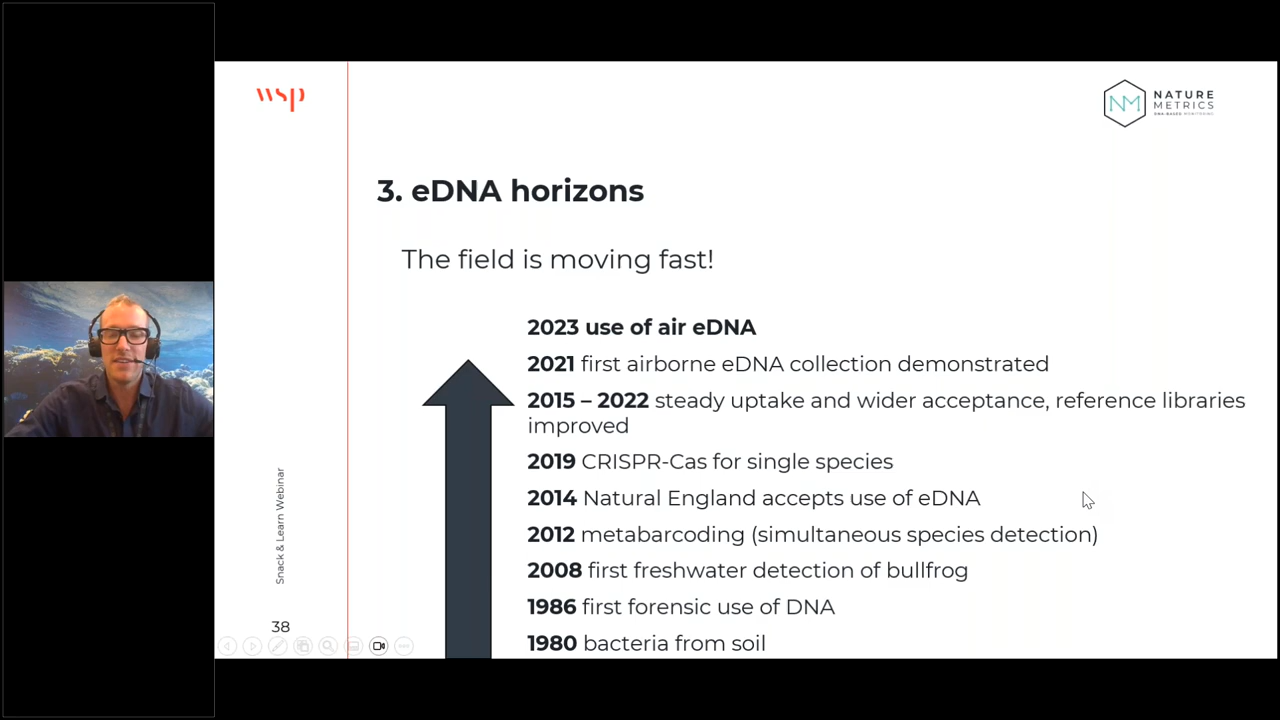 wsp
NATURE
METRICS
DNA-BASED MONITORING
3. eDNA horizons
The field is moving fast!
2023 use of air eDNA
2021 first airborne eDNA collection demonstrated
2015 – 2022 steady uptake and wider acceptance, reference libraries
improved
2019 CRISPR-Cas for single species
2014 Natural England accepts use of eDNA
2012 metabarcoding (simultaneous species detection)
2008 first freshwater detection of bullfrog
1986 first forensic use of DNA
1980 bacteria from soil
Snack & Learn Webinar
38